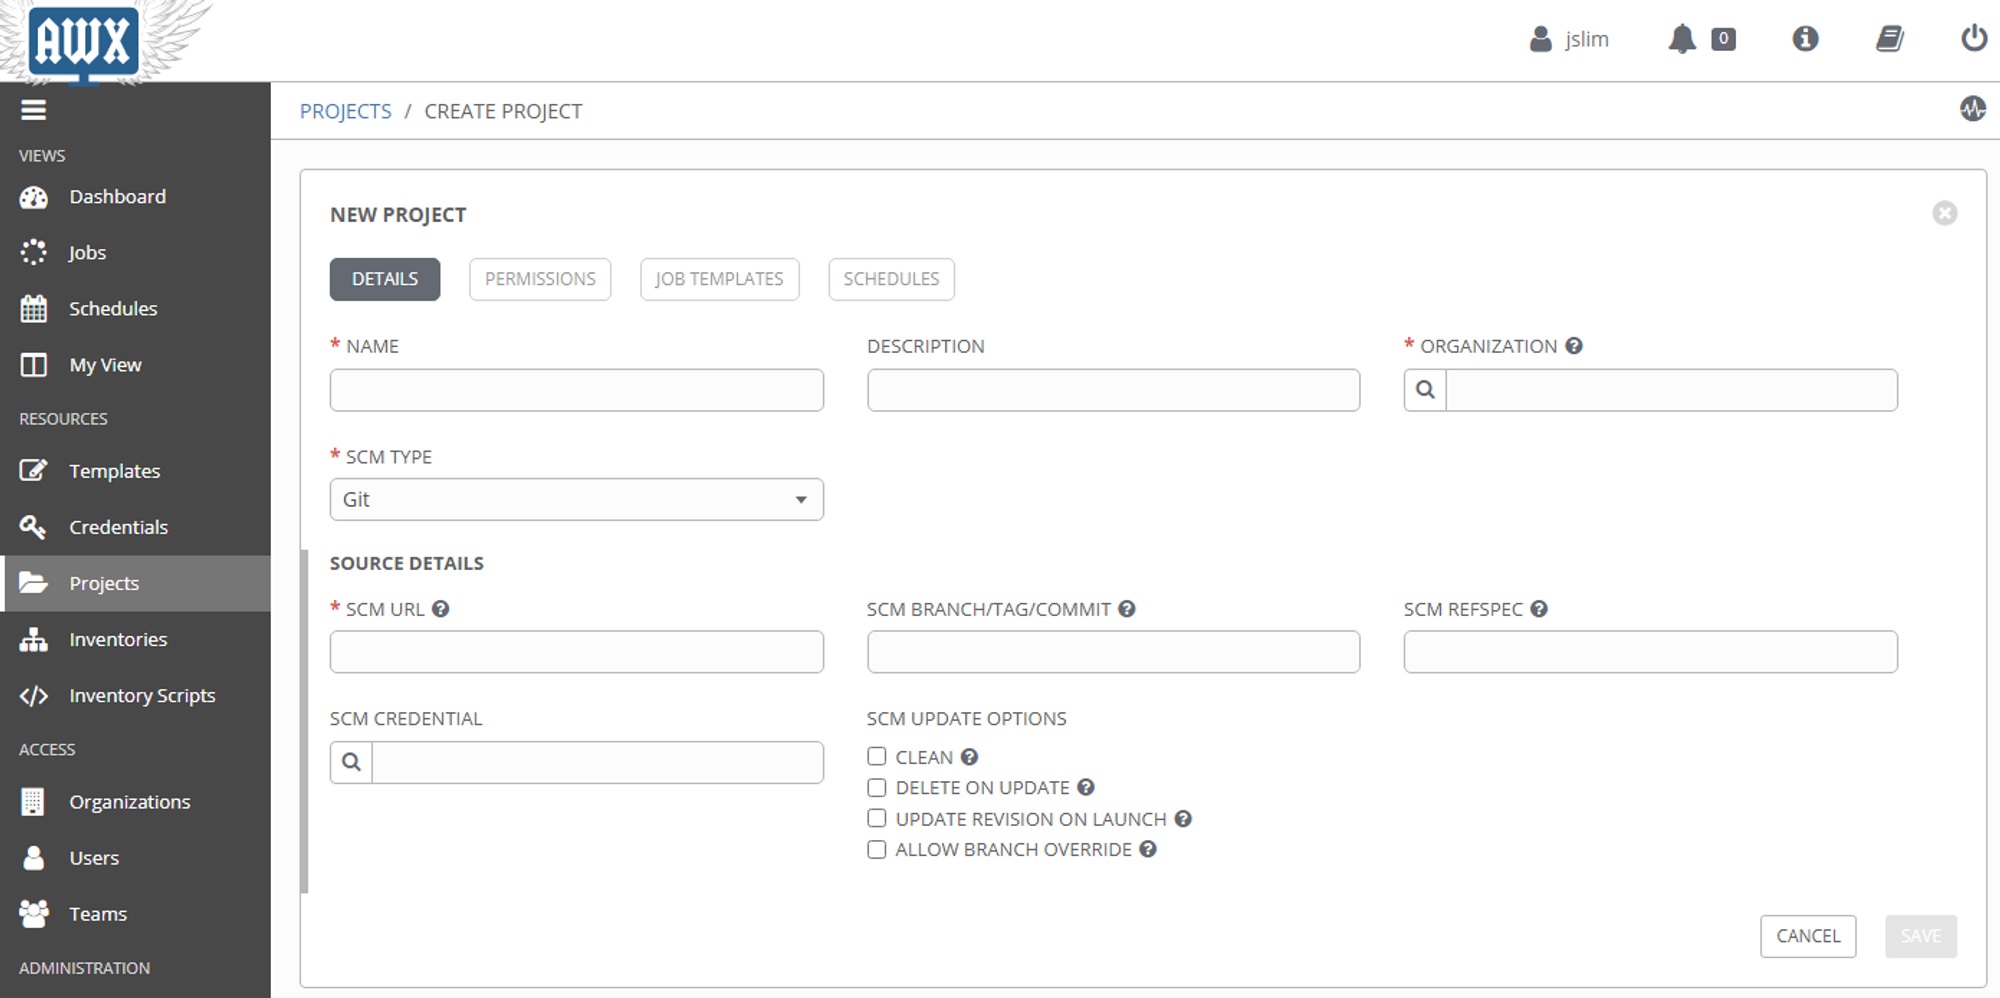 AWX
jslim
0
PROJECTS / CREATE PROJECT
VIEWS
Dashboard
Jobs
Schedules
My View
RESOURCES
Templates
Credentials
Projects
Inventories
Inventory Scripts
ACCESS
Organizations
Users
Teams
ADMINISTRATION
NEW PROJECT
DETAILS PERMISSIONS JOB TEMPLATES SCHEDULES
* NAME DESCRIPTION * ORGANIZATION ?
* SCM TYPE
Git
SOURCE DETAILS
* SCM URL ? SCM BRANCH/TAG/COMMIT ? SCM REFSPEC ?
SCM CREDENTIAL SCM UPDATE OPTIONS
CLEAN ?
DELETE ON UPDATE ?
UPDATE REVISION ON LAUNCH ?
ALLOW BRANCH OVERRIDE ?
CANCEL SAVE